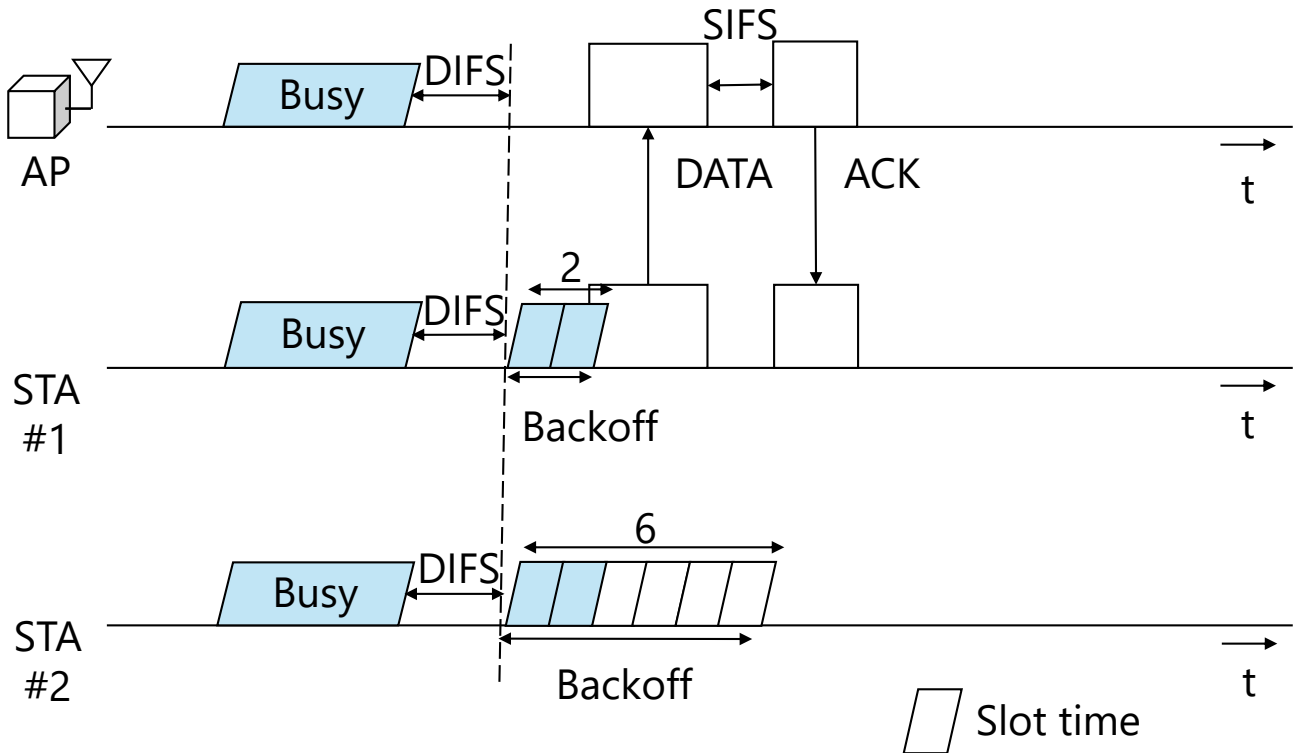 SIFS
DIFS
Busy
AP
DATA
ACK
t
2
DIFS
Busy
STA
#1
Backoff
t
6
DIFS
Busy
STA
#2
Backoff
t
Slot time